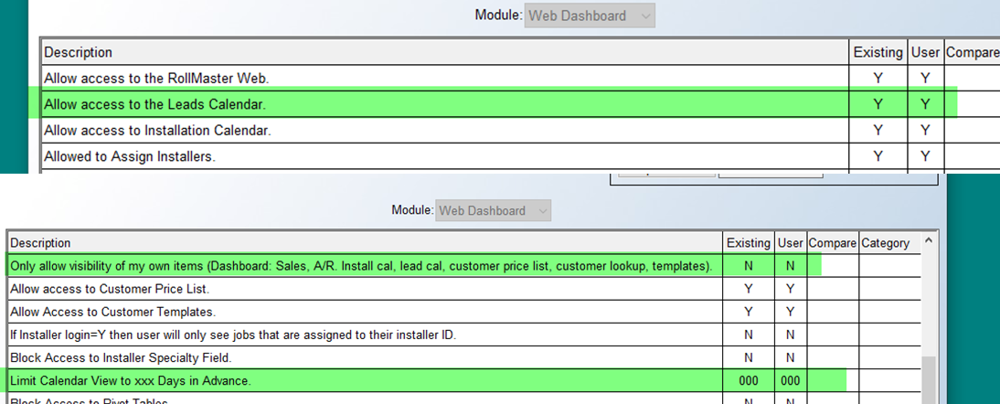 Module: Web Dashboard
Description Existing User Compare
Allow access to the RollMaster Web. Y Y
Allow access to the Leads Calendar. Y Y
Allow access to Installation Calendar. Y Y
Allowed to Assign Installers. Y Y
Module: Web Dashboard
Description Existing User Compare Category
Only allow visibility of my own items (Dashboard: Sales, A/R. Install cal, lead cal, customer price list, customer lookup, templates). N N
Allow access to Customer Price List. Y Y
Allow Access to Customer Templates. Y Y
If Installer login=Y then user will only see jobs that are assigned to their installer ID. N N
Block Access to Installer Specialty Field. N N
Limit Calendar View to xxx Days in Advance. 000 000
Block Access to Pivot Tables N N